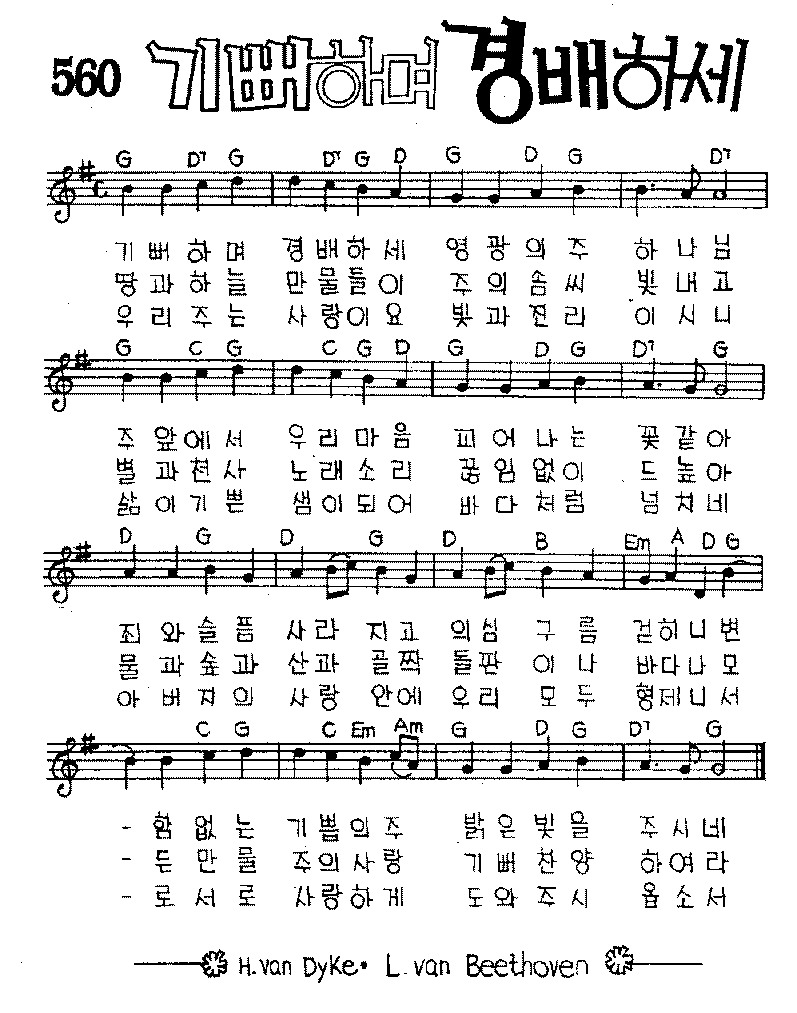 560 기뻐하며 경배하세
G D7 G D7 G D G D G D7
기뻐하며 경배하세 영광의주 하나님
땅과하늘 만물들이 주의솜씨 빛내고
우리주는 사랑이요 빛과진리 이시니
G C G C G D G D G D7 G
주앞에서 우리마음 피어나는 꽃같아
별과천사 노래소리 끊임없이 드높아
삶이기쁜 샘이되어 바다처럼 넘치네
D G D G D B Em A D G
죄와슬픔 사라지고 의심구름 걷히니변
물과숲과 산과골짝 들판이나 바다나모
아버지의 사랑안에 우리모두 형제니서
C G C Em Am G D G D7 G
- 함없는 기쁨의주 밝은빛을 주시네
- 든만물 주의사랑 기뻐찬양 하여라
- 로서로 사랑하게 도와주시 옵소서
H. van Dyke • L. van Beethoven